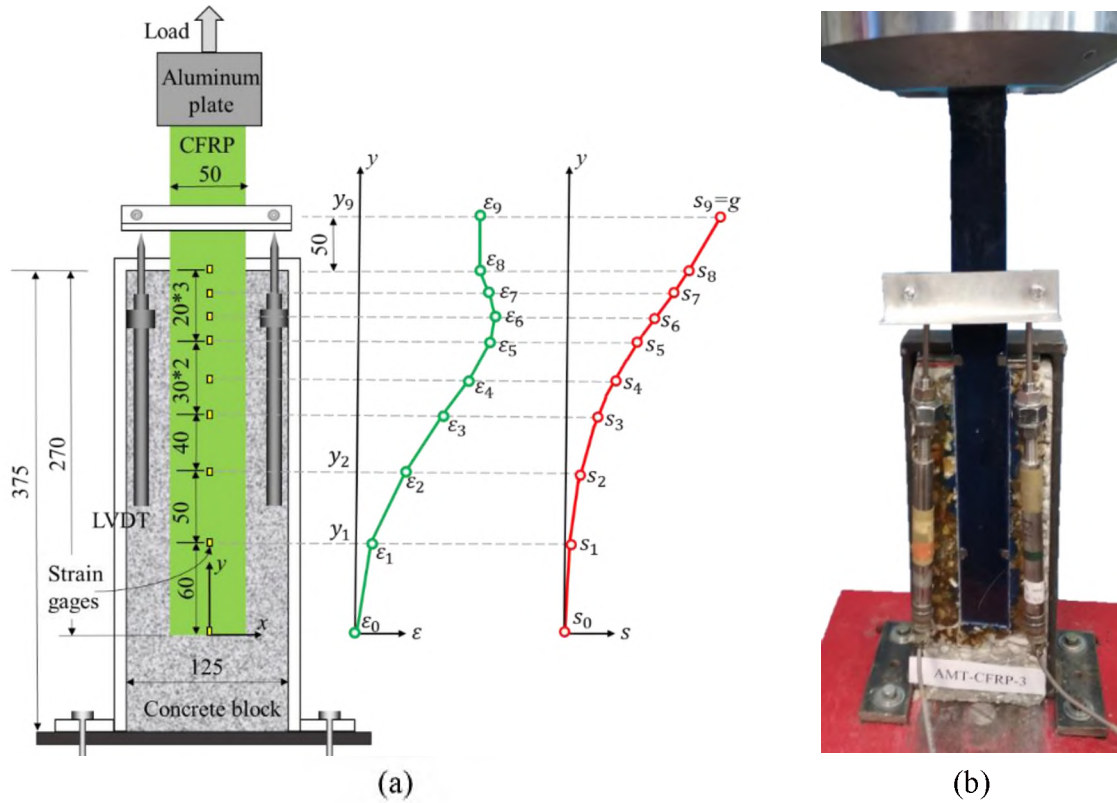 Load
Aluminum
plate
CFRP
50
y
y
y₉
ε₉
s₉=g
50
ε₈
s₈
20*3
ε₇
s₇
ε₆
s₆
ε₅
s₅
30*2
ε₄
s₄
ε₃
s₃
270
375
40
y₂
ε₂
s₂
LVDT
50
y₁
ε₁
s₁
Strain
gages
60
y
x
ε₀
ε
s₀
s
125
Concrete block
AMT-CFRP-3
(a)
(b)